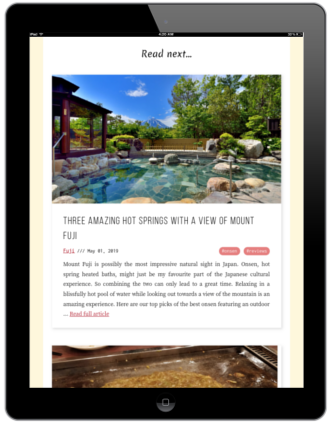 iPad
4:20 AM
Read next...
THREE AMAZING HOT SPRINGS WITH A VIEW OF MOUNT
FUJI
Fuji /// May 01, 2019
Mount Fuji is possibly the most impressive natural sight in Japan. Onsen, hot
spring heated baths, might just be my favourite part of the Japanese cultural
experience. So combining the two can only lead to a great time. Relaxing in a
blissfully hot pool of water while looking out towards a view of the mountain is an
amazing experience. Here are our top picks of the best onsen featuring an outdoor
... Read full article